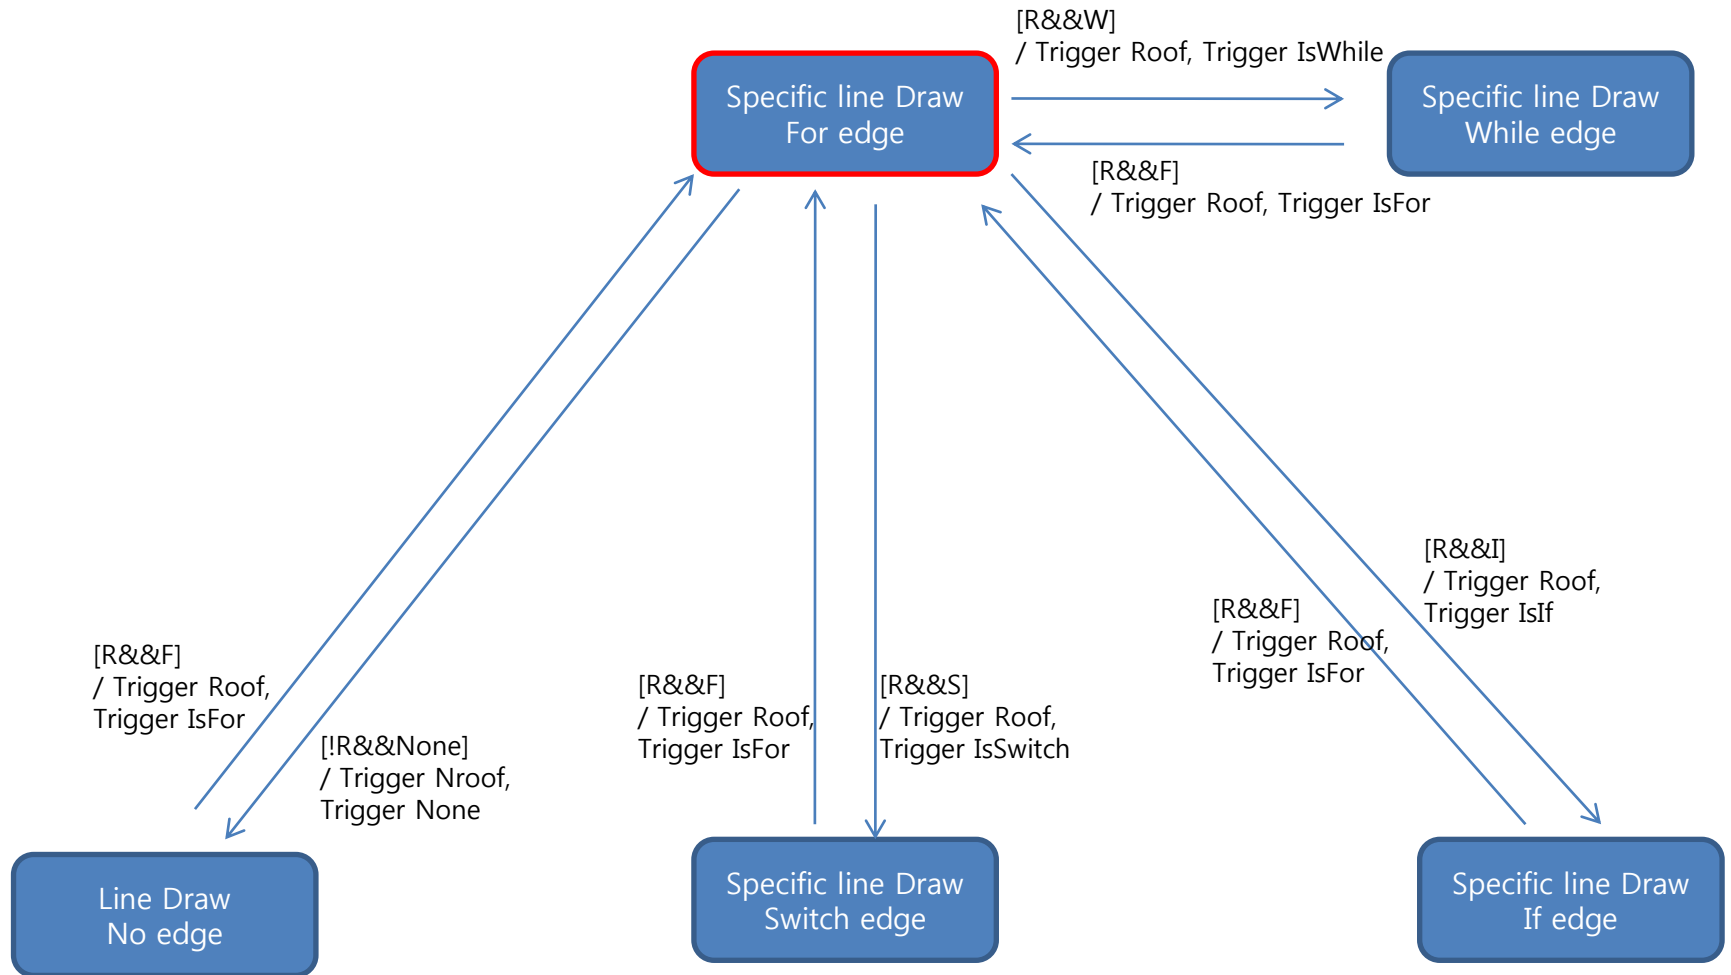 [R&&W]
/ Trigger Roof, Trigger IsWhile
Specific line Draw
For edge
Specific line Draw
While edge
[R&&F]
/ Trigger Roof, Trigger IsFor
[R&&I]
/ Trigger Roof,
Trigger IsIf
[R&&F]
/ Trigger Roof,
Trigger IsFor
[R&&F]
/ Trigger Roof,
Trigger IsFor
[R&&F]
/ Trigger Roof,
Trigger IsFor
[R&&S]
/ Trigger Roof,
Trigger IsSwitch
[!R&&None]
/ Trigger Nroof,
Trigger None
Line Draw
No edge
Specific line Draw
Switch edge
Specific line Draw
If edge